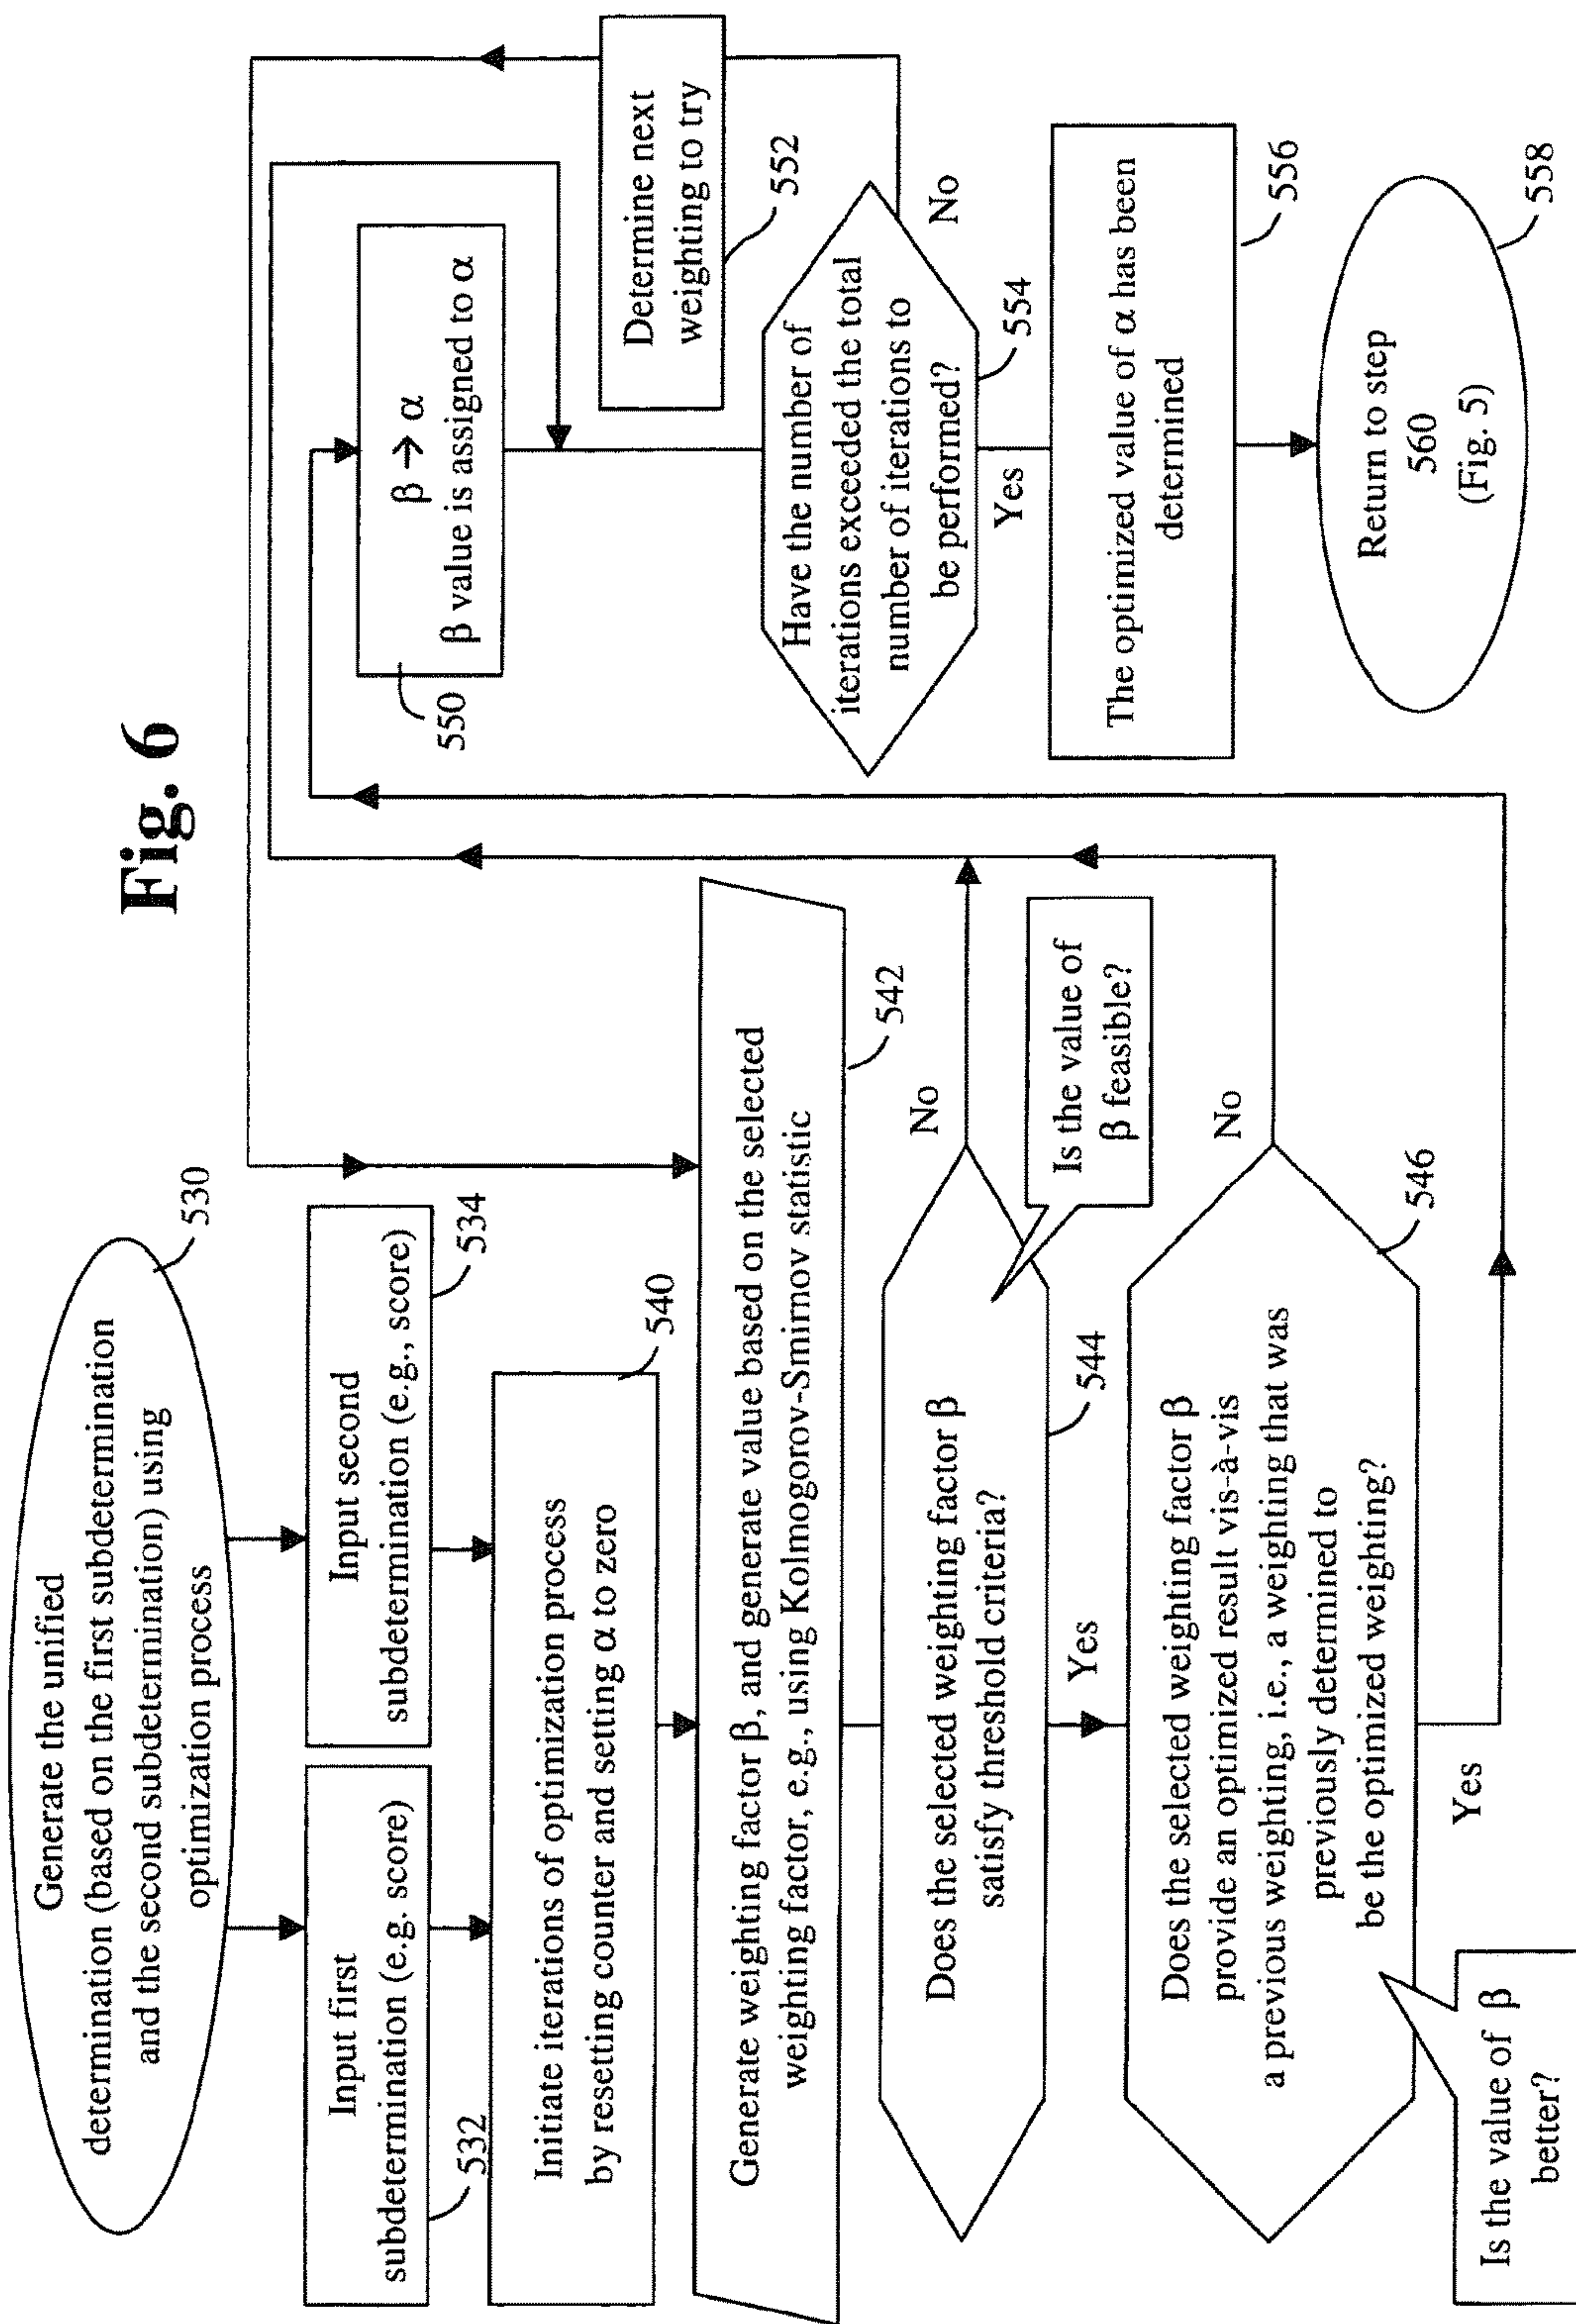 Fig. 6
Generate the unified
determination (based on the first subdetermination
and the second subdetermination) using
optimization process
530
Input first
subdetermination (e.g. score)
532
Input second
subdetermination (e.g., score)
534
Initiate iterations of optimization process
by resetting counter and setting α to zero
540
Generate weighting factor β, and generate value based on the selected
weighting factor, e.g., using Kolmogorov-Smirnov statistic
542
Does the selected weighting factor β
satisfy threshold criteria?
544
No
Is the value of
β feasible?
Yes
Does the selected weighting factor β
provide an optimized result vis-à-vis
a previous weighting, i.e., a weighting that was
previously determined to
be the optimized weighting?
546
No
Is the value of β
better?
Yes
β → α
β value is assigned to α
550
Determine next
weighting to try
552
Have the number of
iterations exceeded the total
number of iterations to
be performed?
554
No
Yes
The optimized value of α has been
determined
556
Return to step
560
(Fig. 5)
558